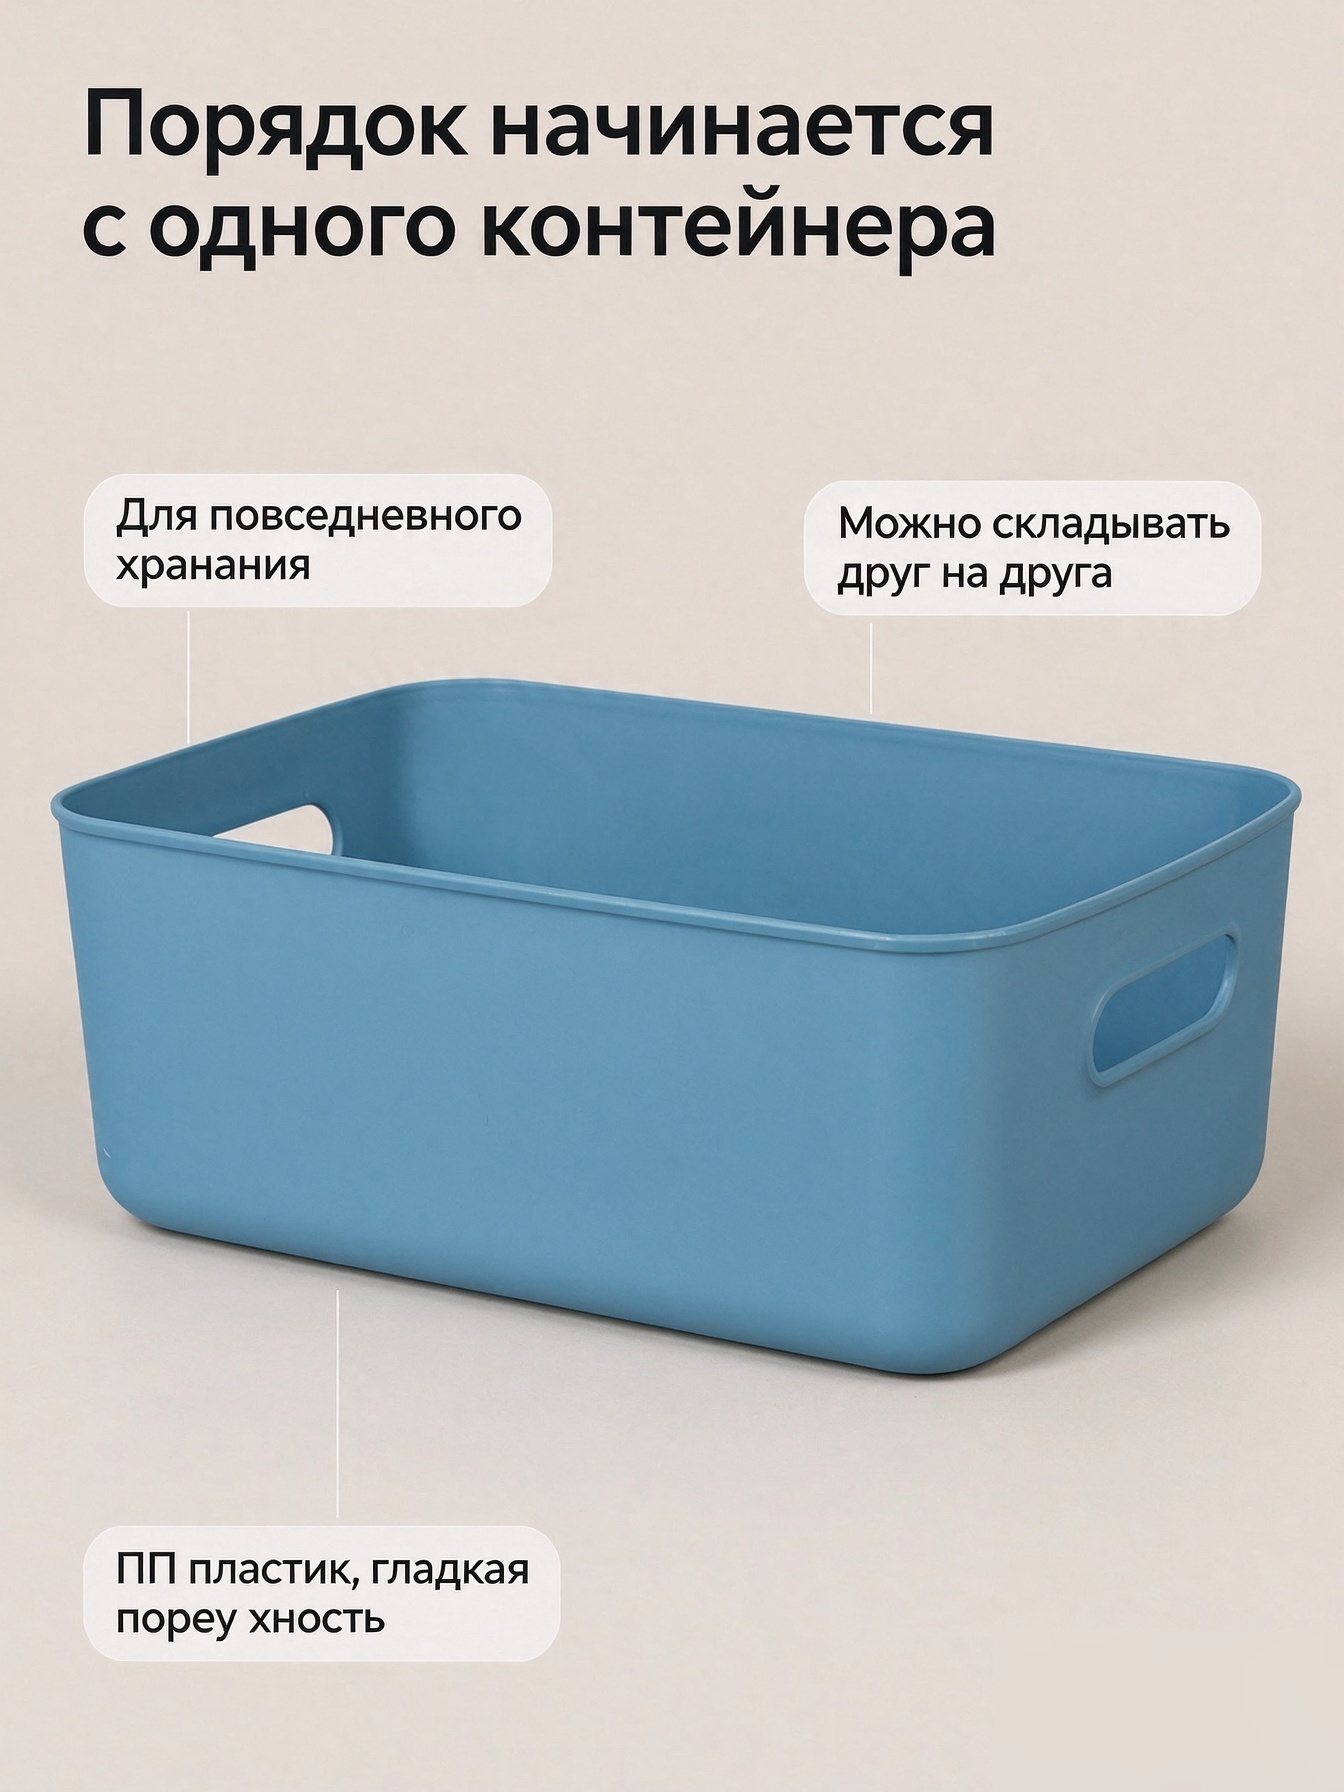 Порядок начинается
с одного контейнера
Для повседневного
хранания
Можно складывать
друг на друга
ПП пластик, гладкая
пореу хность